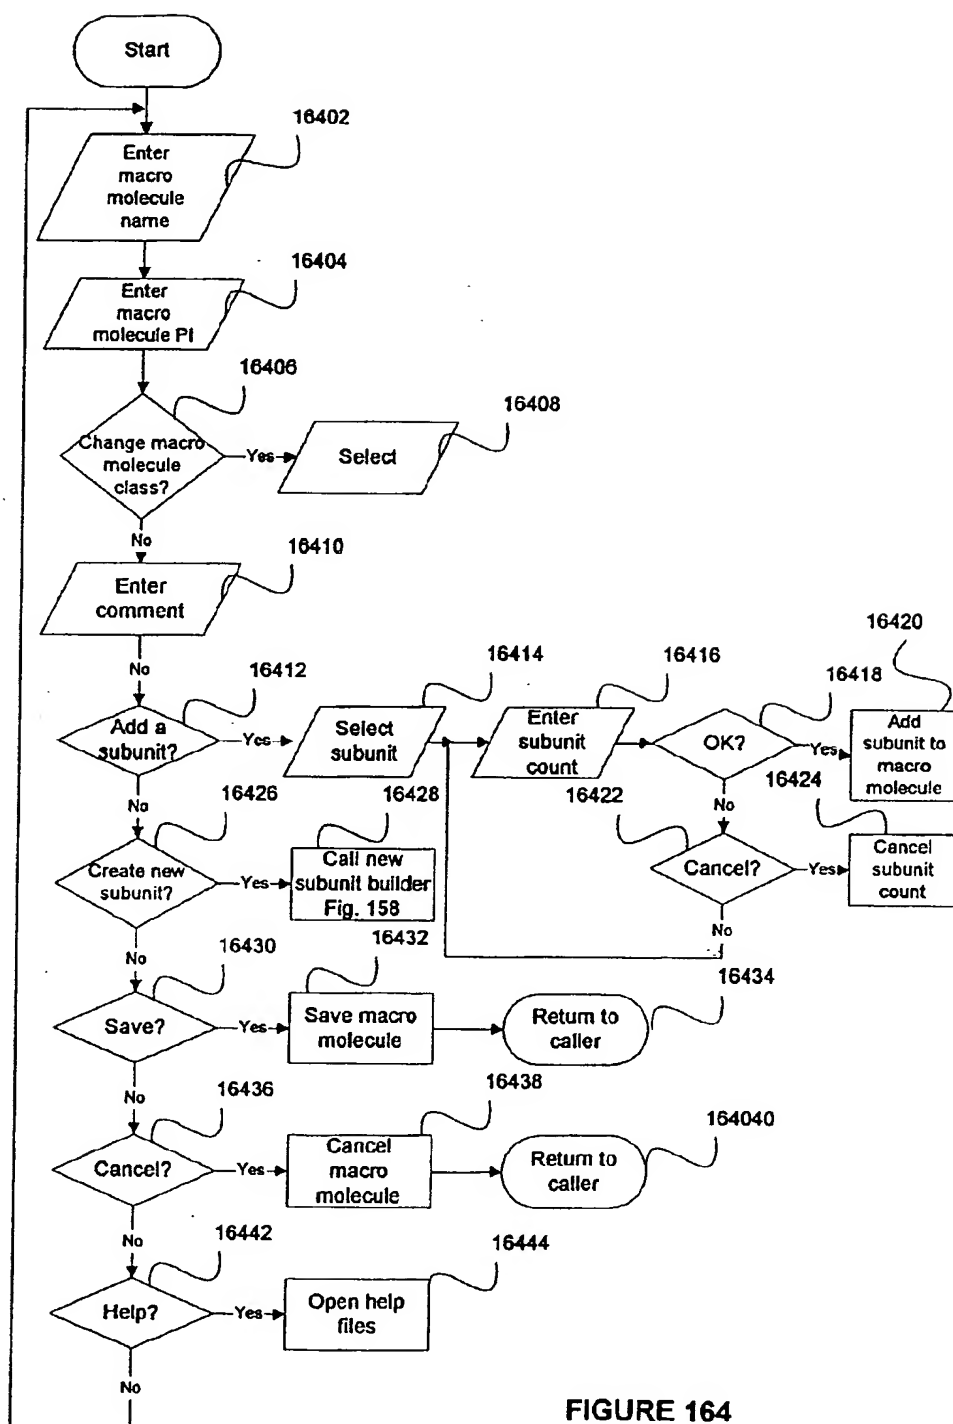 Start
16402
Enter
macro
molecule
name
16404
Enter
macro
molecule PI
16406
Change macro
molecule
class?
Yes
16408
Select
No
16410
Enter
comment
No
16412
Add a
subunit?
Yes
16414
Select
subunit
16416
Enter
subunit
count
16418
OK?
Yes
16420
Add
subunit to
macro
molecule
No
16422
Cancel?
Yes
16424
Cancel
subunit
count
No
No
16426
Create new
subunit?
Yes
16428
Call new
subunit builder
Fig. 158
No
16430
Save?
Yes
16432
Save macro
molecule
16434
Return to
caller
No
16436
Cancel?
Yes
16438
Cancel
macro
molecule
164040
Return to
caller
No
16442
Help?
Yes
16444
Open help
files
No
FIGURE 164